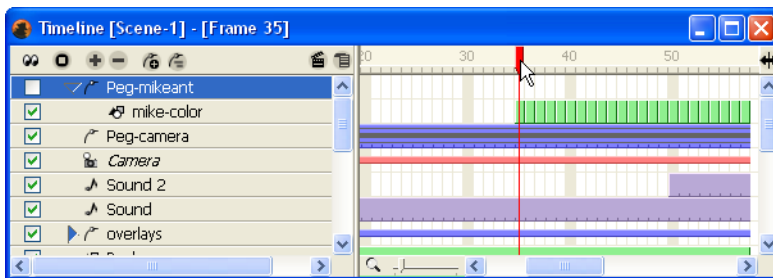 Timeline [Scene-1] - [Frame 35]
20 30 40 50
Peg-mikeant
mike-color
Peg-camera
Camera
Sound 2
Sound
overlays